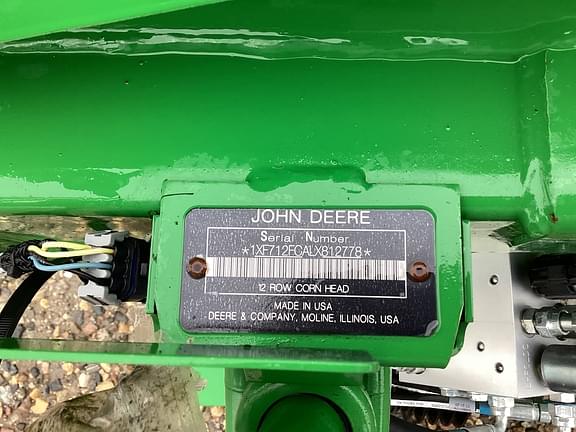 JOHN DEERE
Serial Number
*1XF712FCALX812778*
12 ROW CORN HEAD
MADE IN USA
DEERE & COMPANY, MOLINE, ILLINOIS, USA